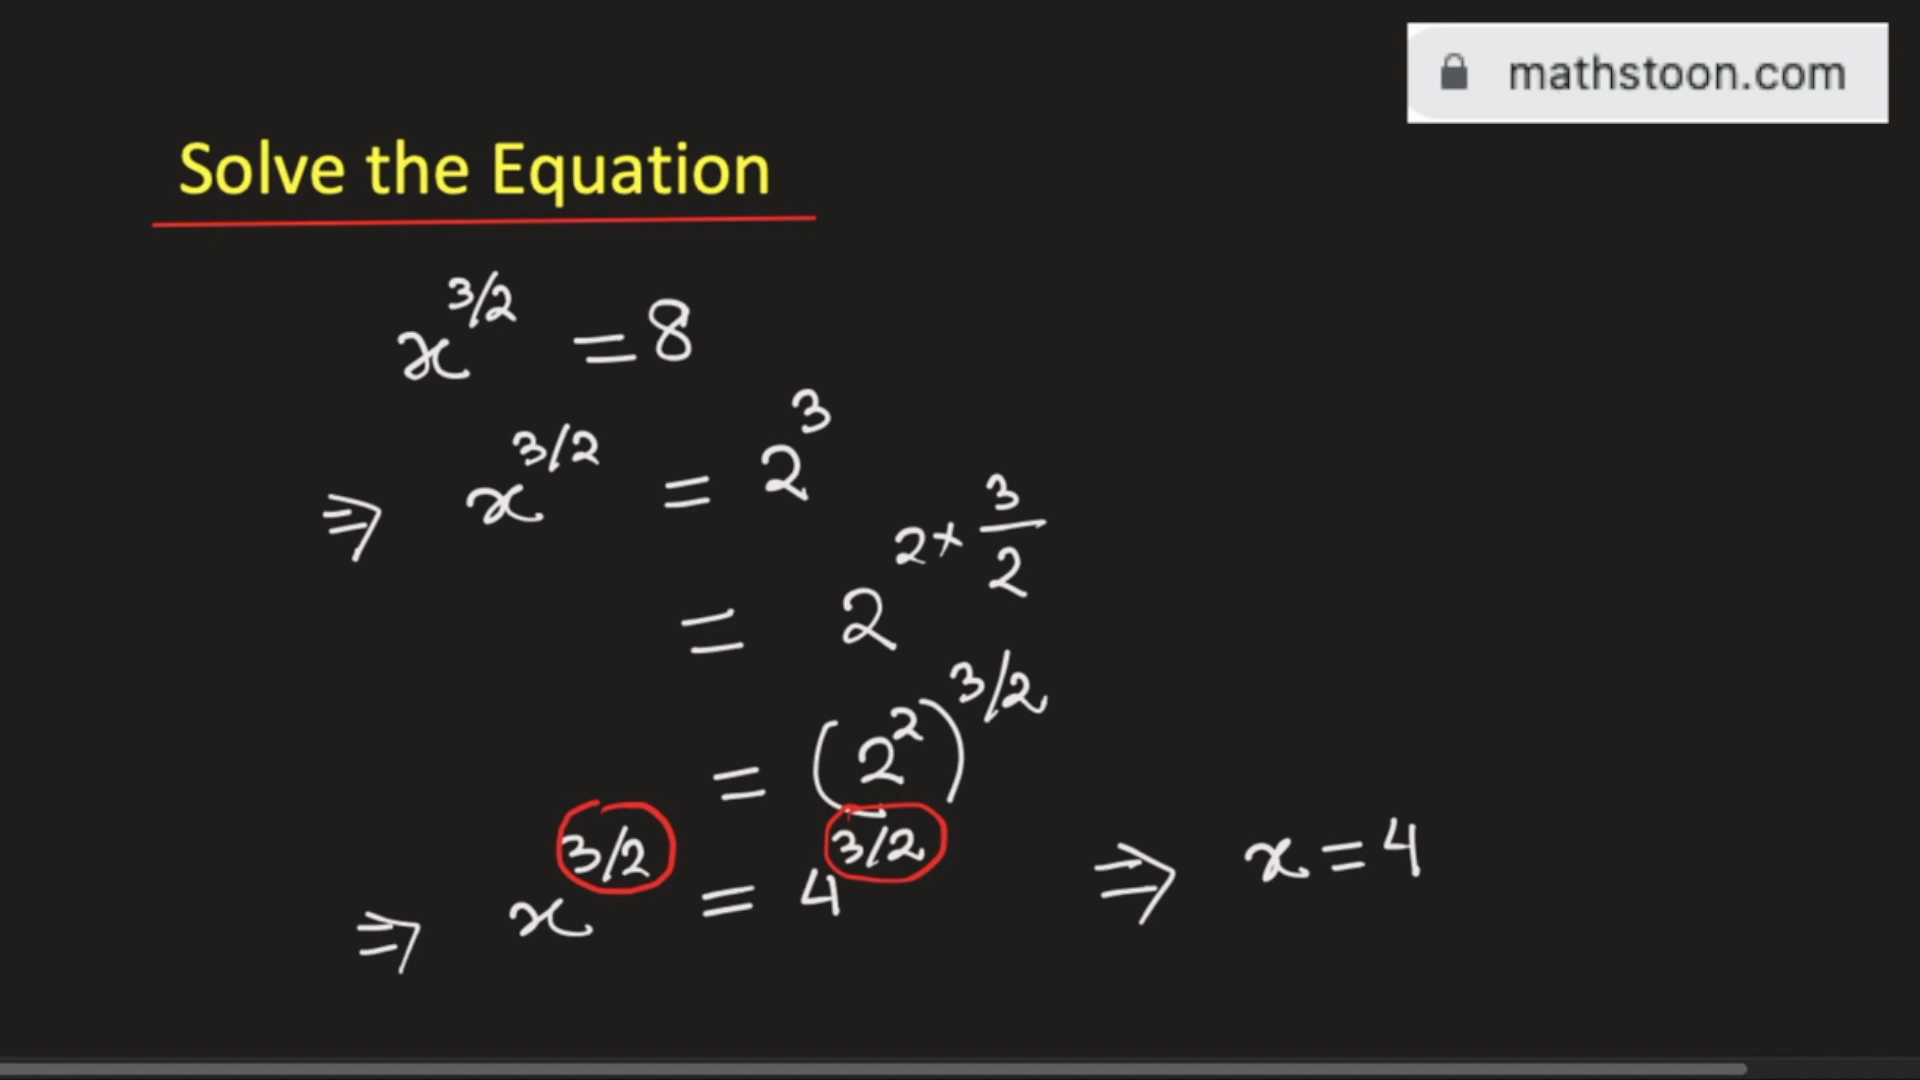 mathstoon.com
Solve the Equation
x^{3/2} = 8
⇒ x^{3/2} = 2^3
= 2^{2×\frac{3}{2}}
= (2^2)^{3/2}
⇒ x^{3/2} = 4^{3/2} ⇒ x = 4